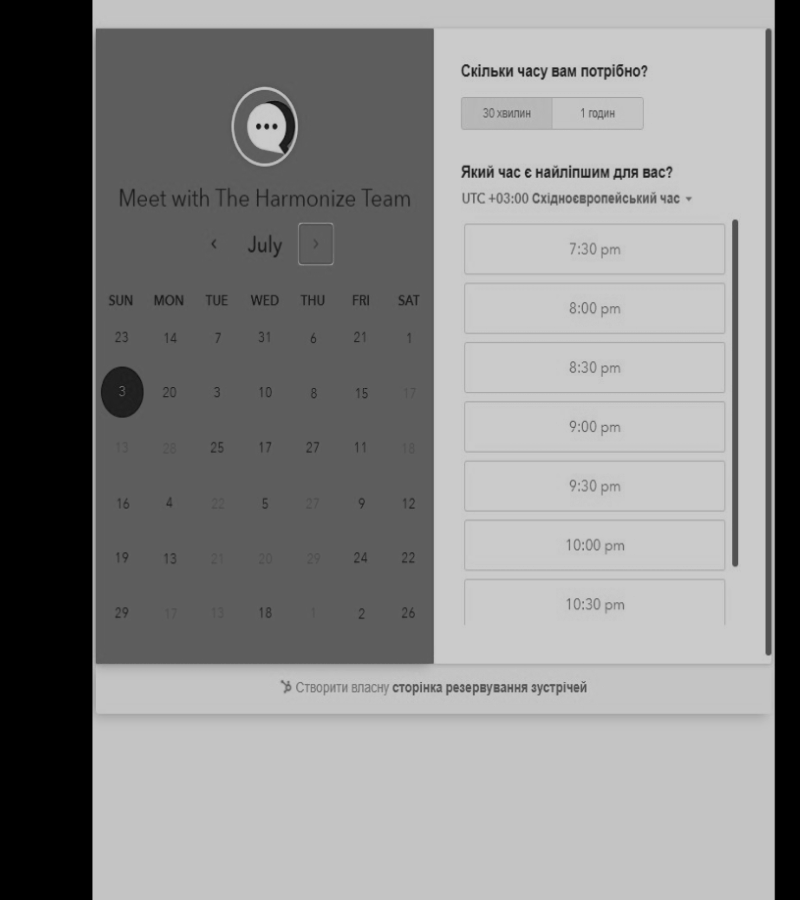 Meet with The Harmonize Team
‹ July ›
SUN MON TUE WED THU FRI SAT
23 14 7 31 6 21 1
3 20 3 10 8 15 17
13 28 25 17 27 11 18
16 4 22 5 27 9 12
19 13 21 20 29 24 22
29 17 13 18 1 2 26
Скільки часу вам потрібно?
30 хвилин 1 годин
Який час є найліпшим для вас?
UTC +03:00 Східноєвропейський час
7:30 pm
8:00 pm
8:30 pm
9:00 pm
9:30 pm
10:00 pm
10:30 pm
Створити власну сторінка резервування зустрічей